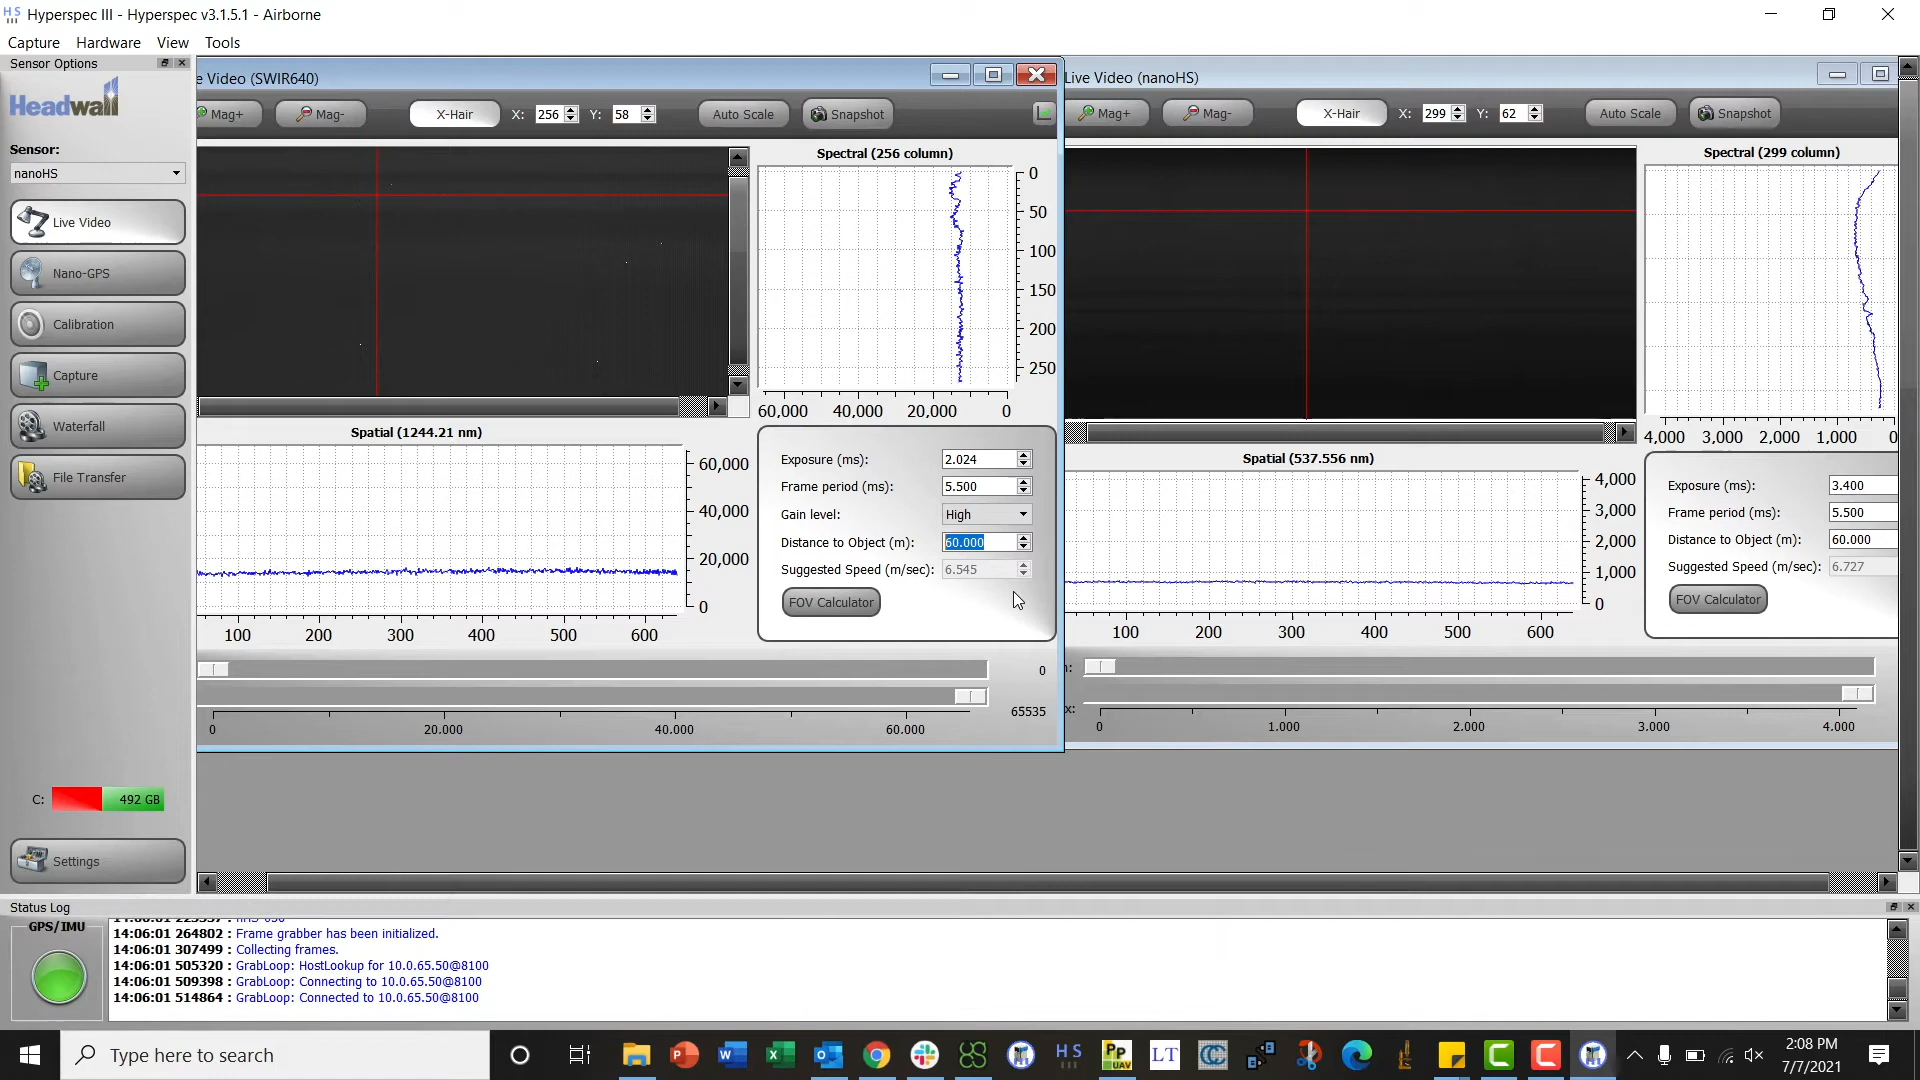 HS III Hyperspec III - Hyperspec v3.1.5.1 - Airborne
Capture Hardware View Tools
Sensor Options
Headwall
Sensor:
nanoHS
Live Video
Nano-GPS
Calibration
Capture
Waterfall
File Transfer
C: 492 GB
Settings
e Video (SWIR640)
Mag+ Mag- X-Hair X: 256 Y: 58 Auto Scale Snapshot
Spectral (256 column)
0
50
100
150
200
250
60,000 40,000 20,000 0
Spatial (1244.21 nm)
60,000
40,000
20,000
0
100 200 300 400 500 600
Exposure (ms): 2.024
Frame period (ms): 5.500
Gain level: High
Distance to Object (m): 60.000
Suggested Speed (m/sec): 6.545
FOV Calculator
0
65535
0 20.000 40.000 60.000
Live Video (nanoHS)
Mag+ Mag- X-Hair X: 299 Y: 62 Auto Scale Snapshot
Spectral (299 column)
4,000 3,000 2,000 1,000 0
Spatial (537.556 nm)
4,000
3,000
2,000
1,000
0
100 200 300 400 500 600
Exposure (ms): 3.400
Frame period (ms): 5.500
Distance to Object (m): 60.000
Suggested Speed (m/sec): 6.727
FOV Calculator
x:
0 1.000 2.000 3.000 4.000
Status Log
GPS/IMU
14:06:01 264802 : Frame grabber has been initialized.
14:06:01 307499 : Collecting frames.
14:06:01 505320 : GrabLoop: HostLookup for 10.0.65.50@8100
14:06:01 509398 : GrabLoop: Connecting to 10.0.65.50@8100
14:06:01 514864 : GrabLoop: Connected to 10.0.65.50@8100
Type here to search
HS III
PP UAV
LT
2:08 PM
7/7/2021